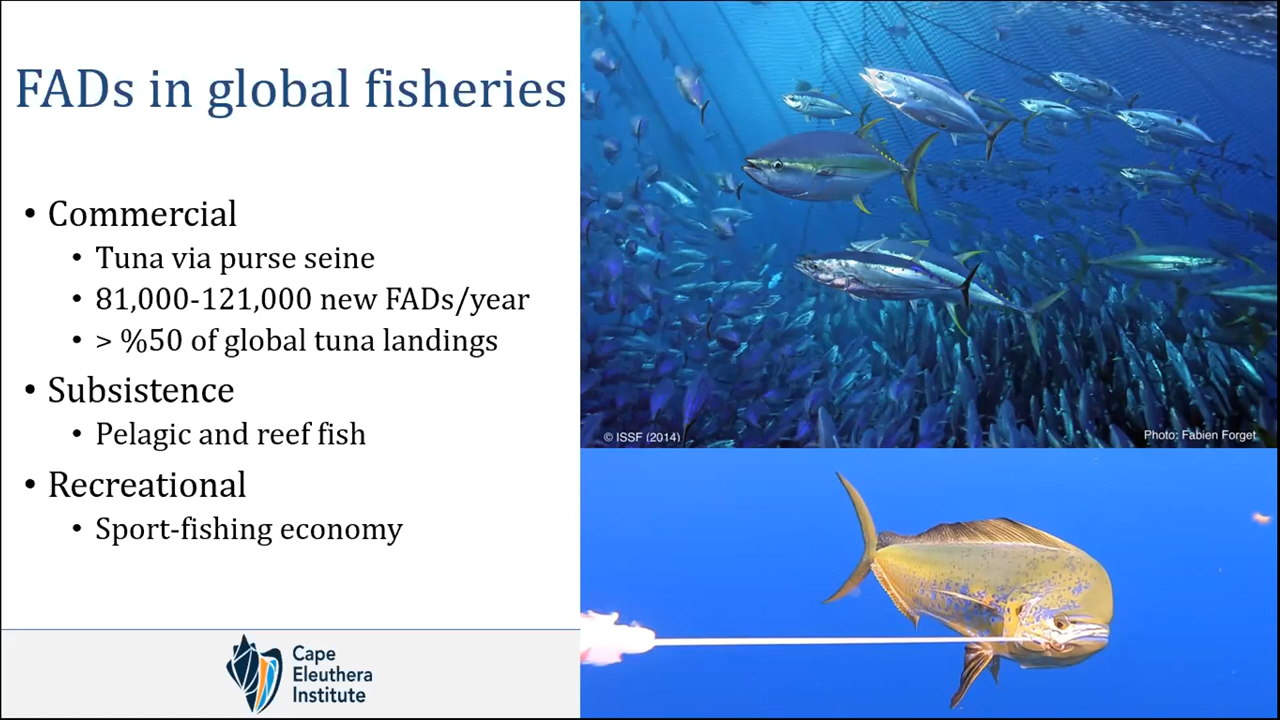 FADs in global fisheries
• Commercial
• Tuna via purse seine
• 81,000-121,000 new FADs/year
• > %50 of global tuna landings
• Subsistence
• Pelagic and reef fish
• Recreational
• Sport-fishing economy
© ISSF (2014)
Photo: Fabien Forget
Cape
Eleuthera
Institute